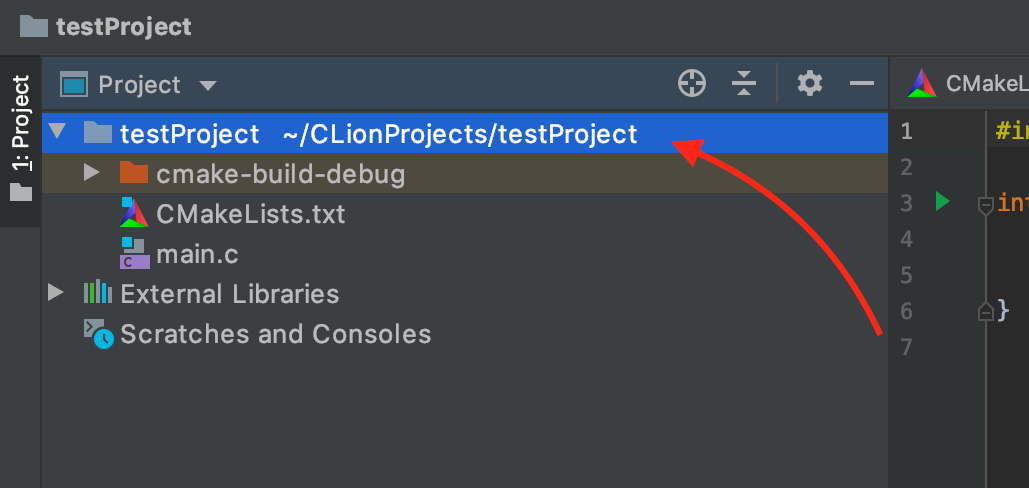 testProject
1: Project
Project
CMakeL
testProject ~/CLionProjects/testProject
cmake-build-debug
CMakeLists.txt
main.c
External Libraries
Scratches and Consoles
1 #in
2
3 int
4
5
6 }
7